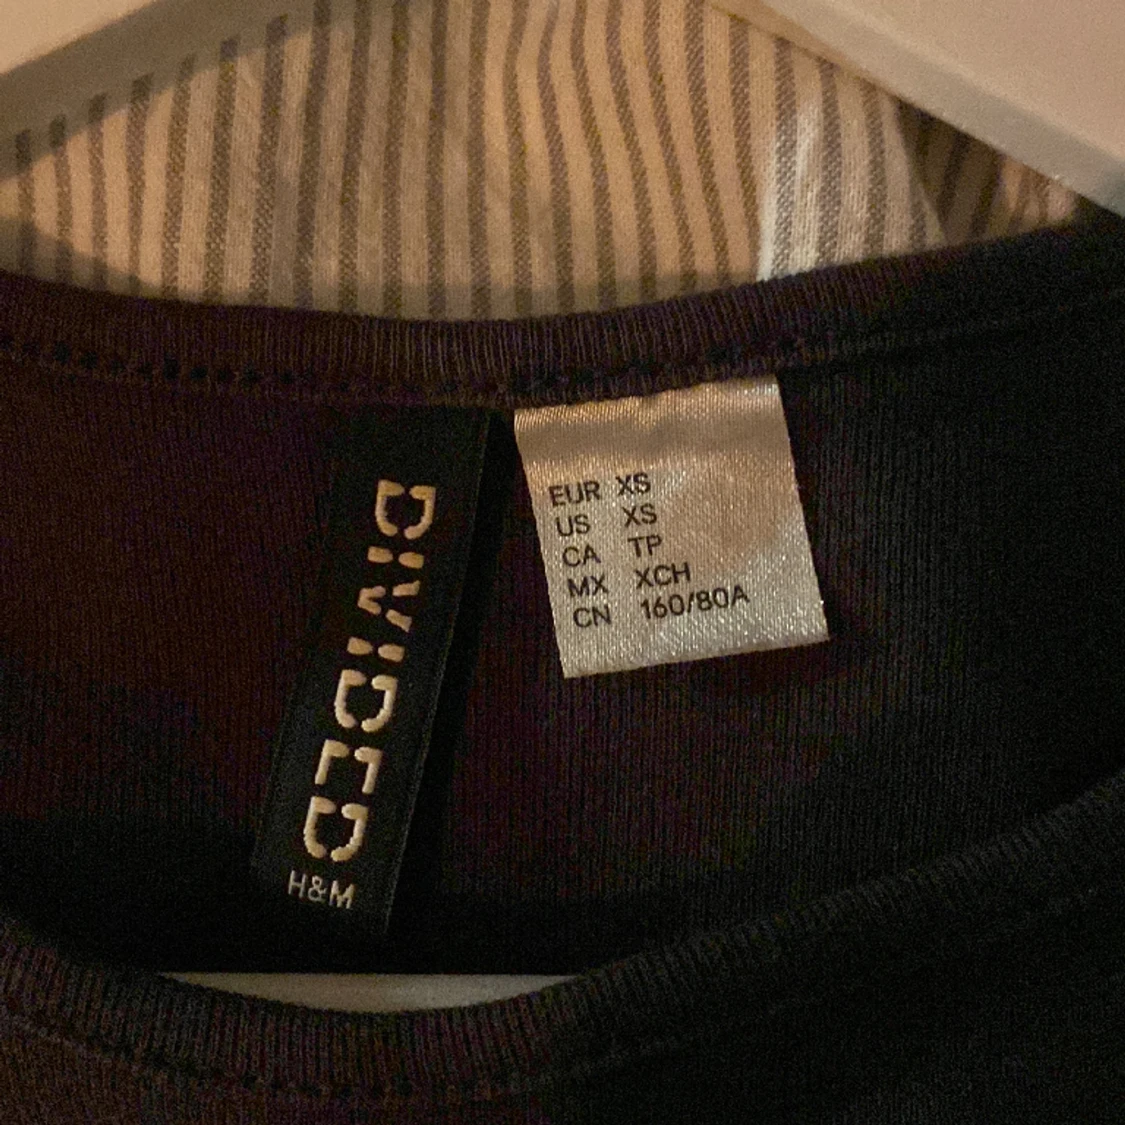 DIVIDED
H&M
EUR XS
US XS
CA TP
MX XCH
CN 160/80A